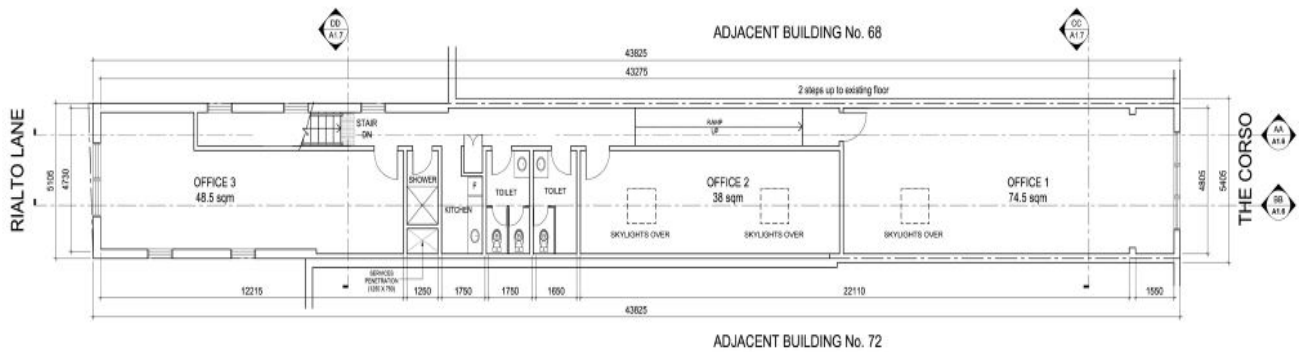 DD
A1.7
CC
A1.7
ADJACENT BUILDING No. 68
43825
43275
2 steps up to existing floor
RIALTO LANE
5105
4730
STAIR
DN
RAMP
UP
AA
A1.6
THE CORSO
4805
5405
OFFICE 3
48.5 sqm
SHOWER
KITCHEN
F
TOILET
TOILET
OFFICE 2
38 sqm
OFFICE 1
74.5 sqm
BB
A1.6
SKYLIGHTS OVER
SKYLIGHTS OVER
SKYLIGHTS OVER
SERVICES
PENETRATION
(1250 X 750)
12215
1250
1750
1750
1650
22110
1550
43825
ADJACENT BUILDING No. 72